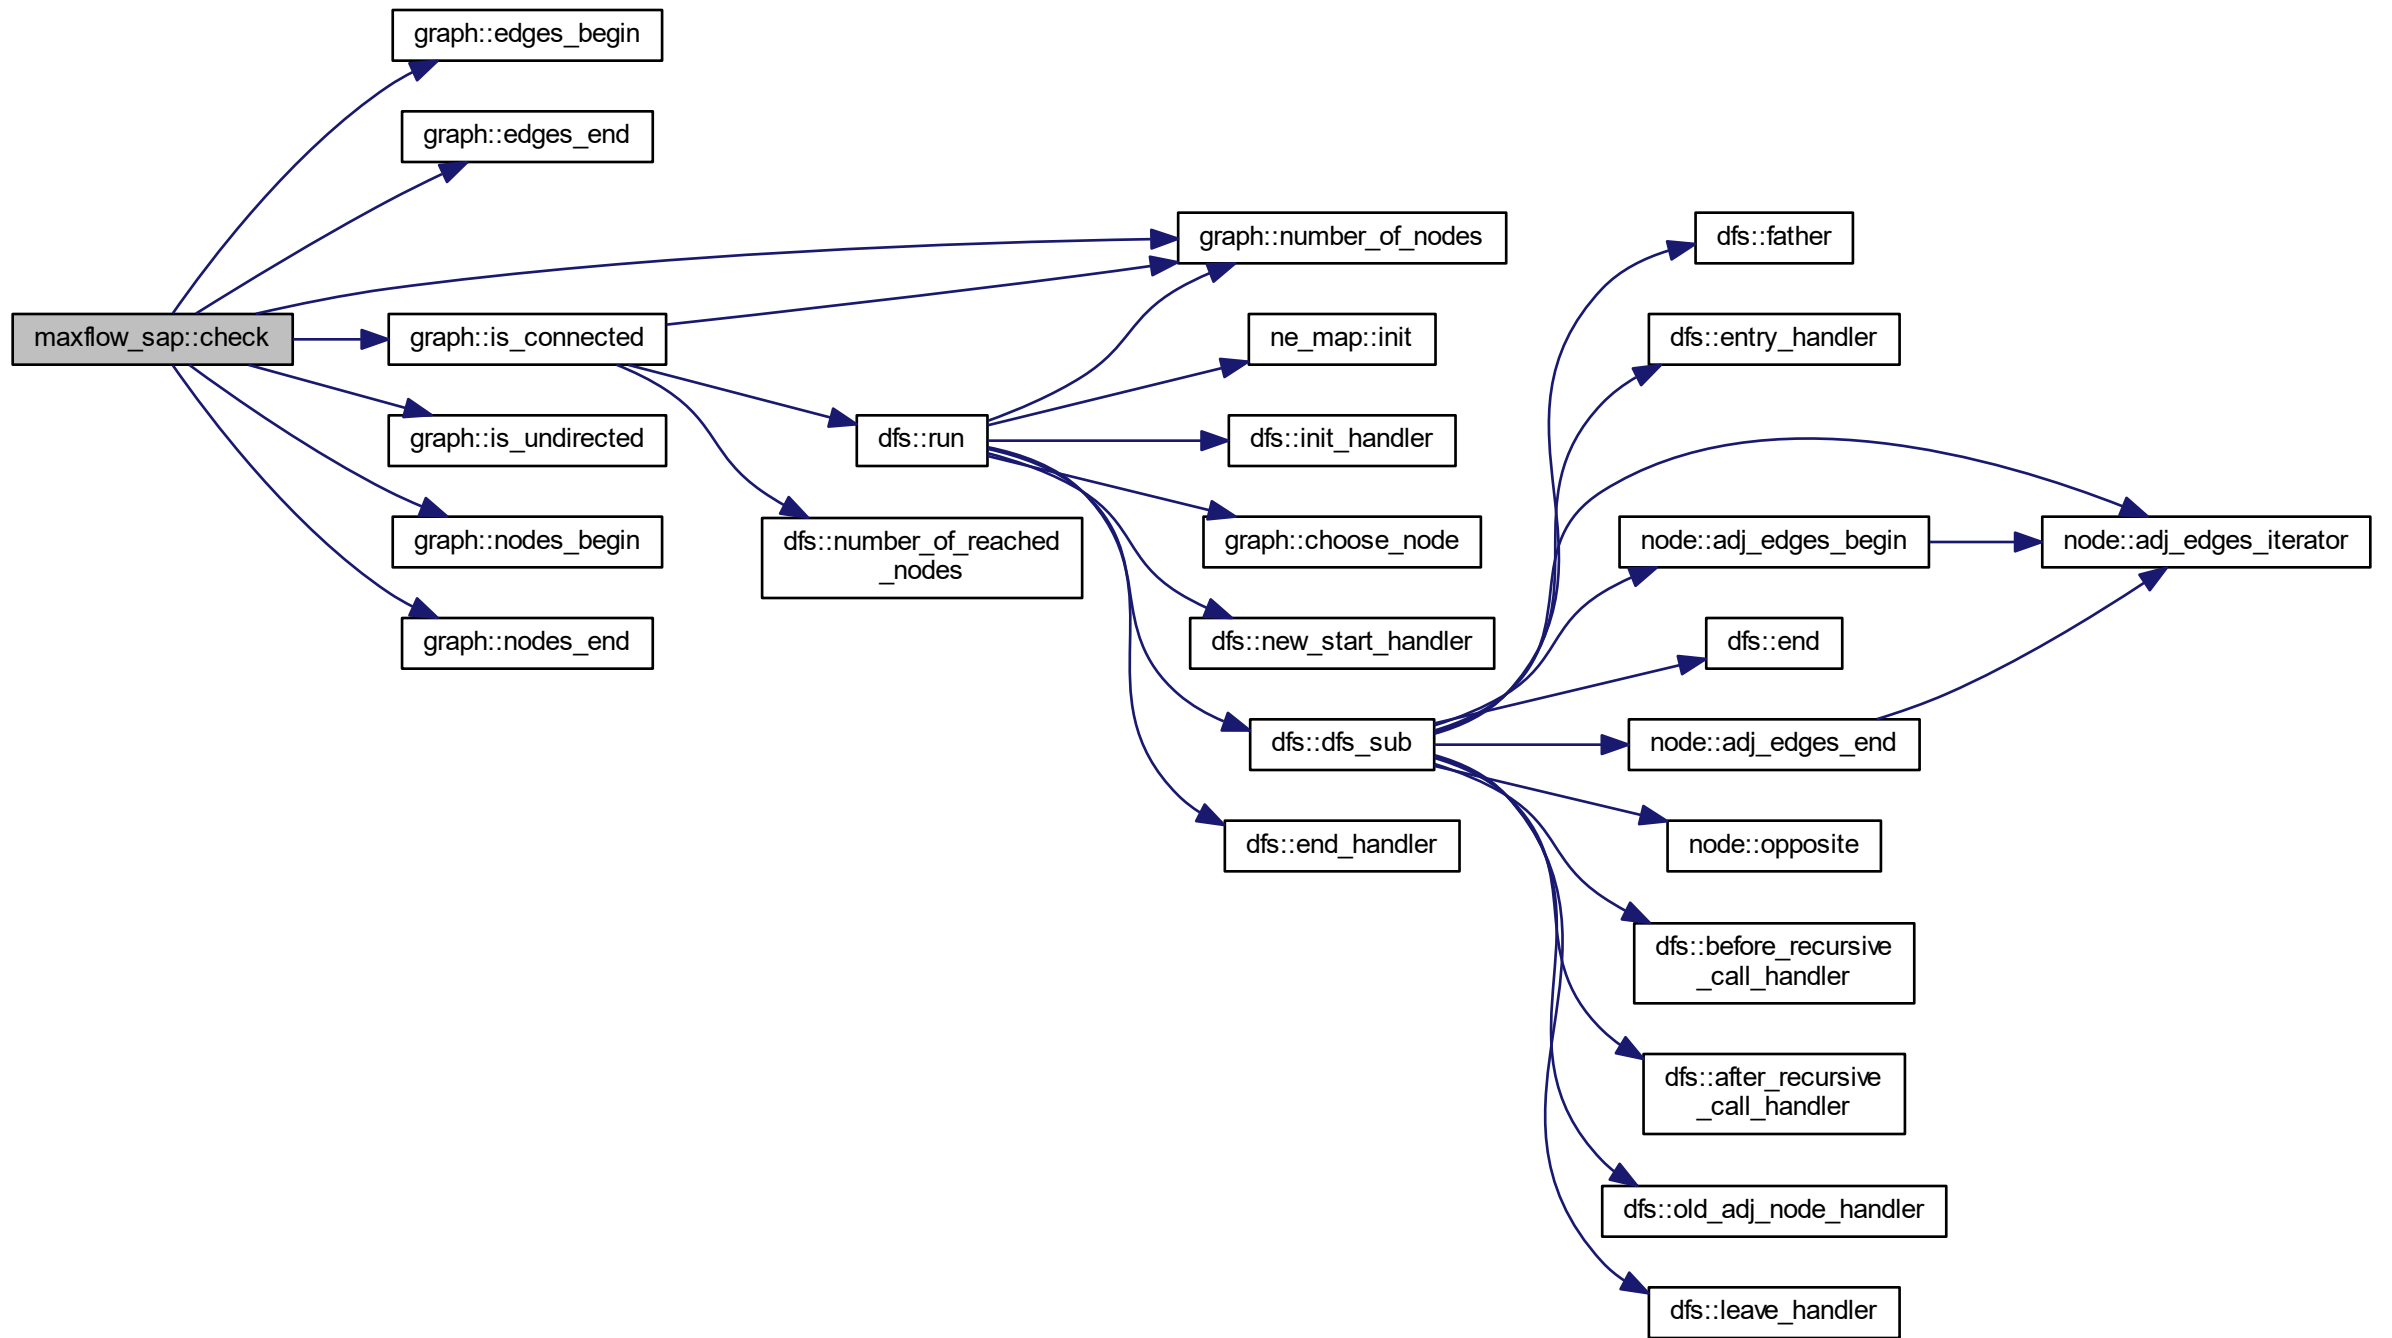 graph::edges_begin
graph::edges_end
graph::number_of_nodes
dfs::father
maxflow_sap::check
graph::is_connected
ne_map::init
dfs::entry_handler
graph::is_undirected
dfs::run
dfs::init_handler
graph::nodes_begin
dfs::number_of_reached
_nodes
graph::choose_node
node::adj_edges_begin
node::adj_edges_iterator
graph::nodes_end
dfs::new_start_handler
dfs::end
dfs::dfs_sub
node::adj_edges_end
dfs::end_handler
node::opposite
dfs::before_recursive
_call_handler
dfs::after_recursive
_call_handler
dfs::old_adj_node_handler
dfs::leave_handler